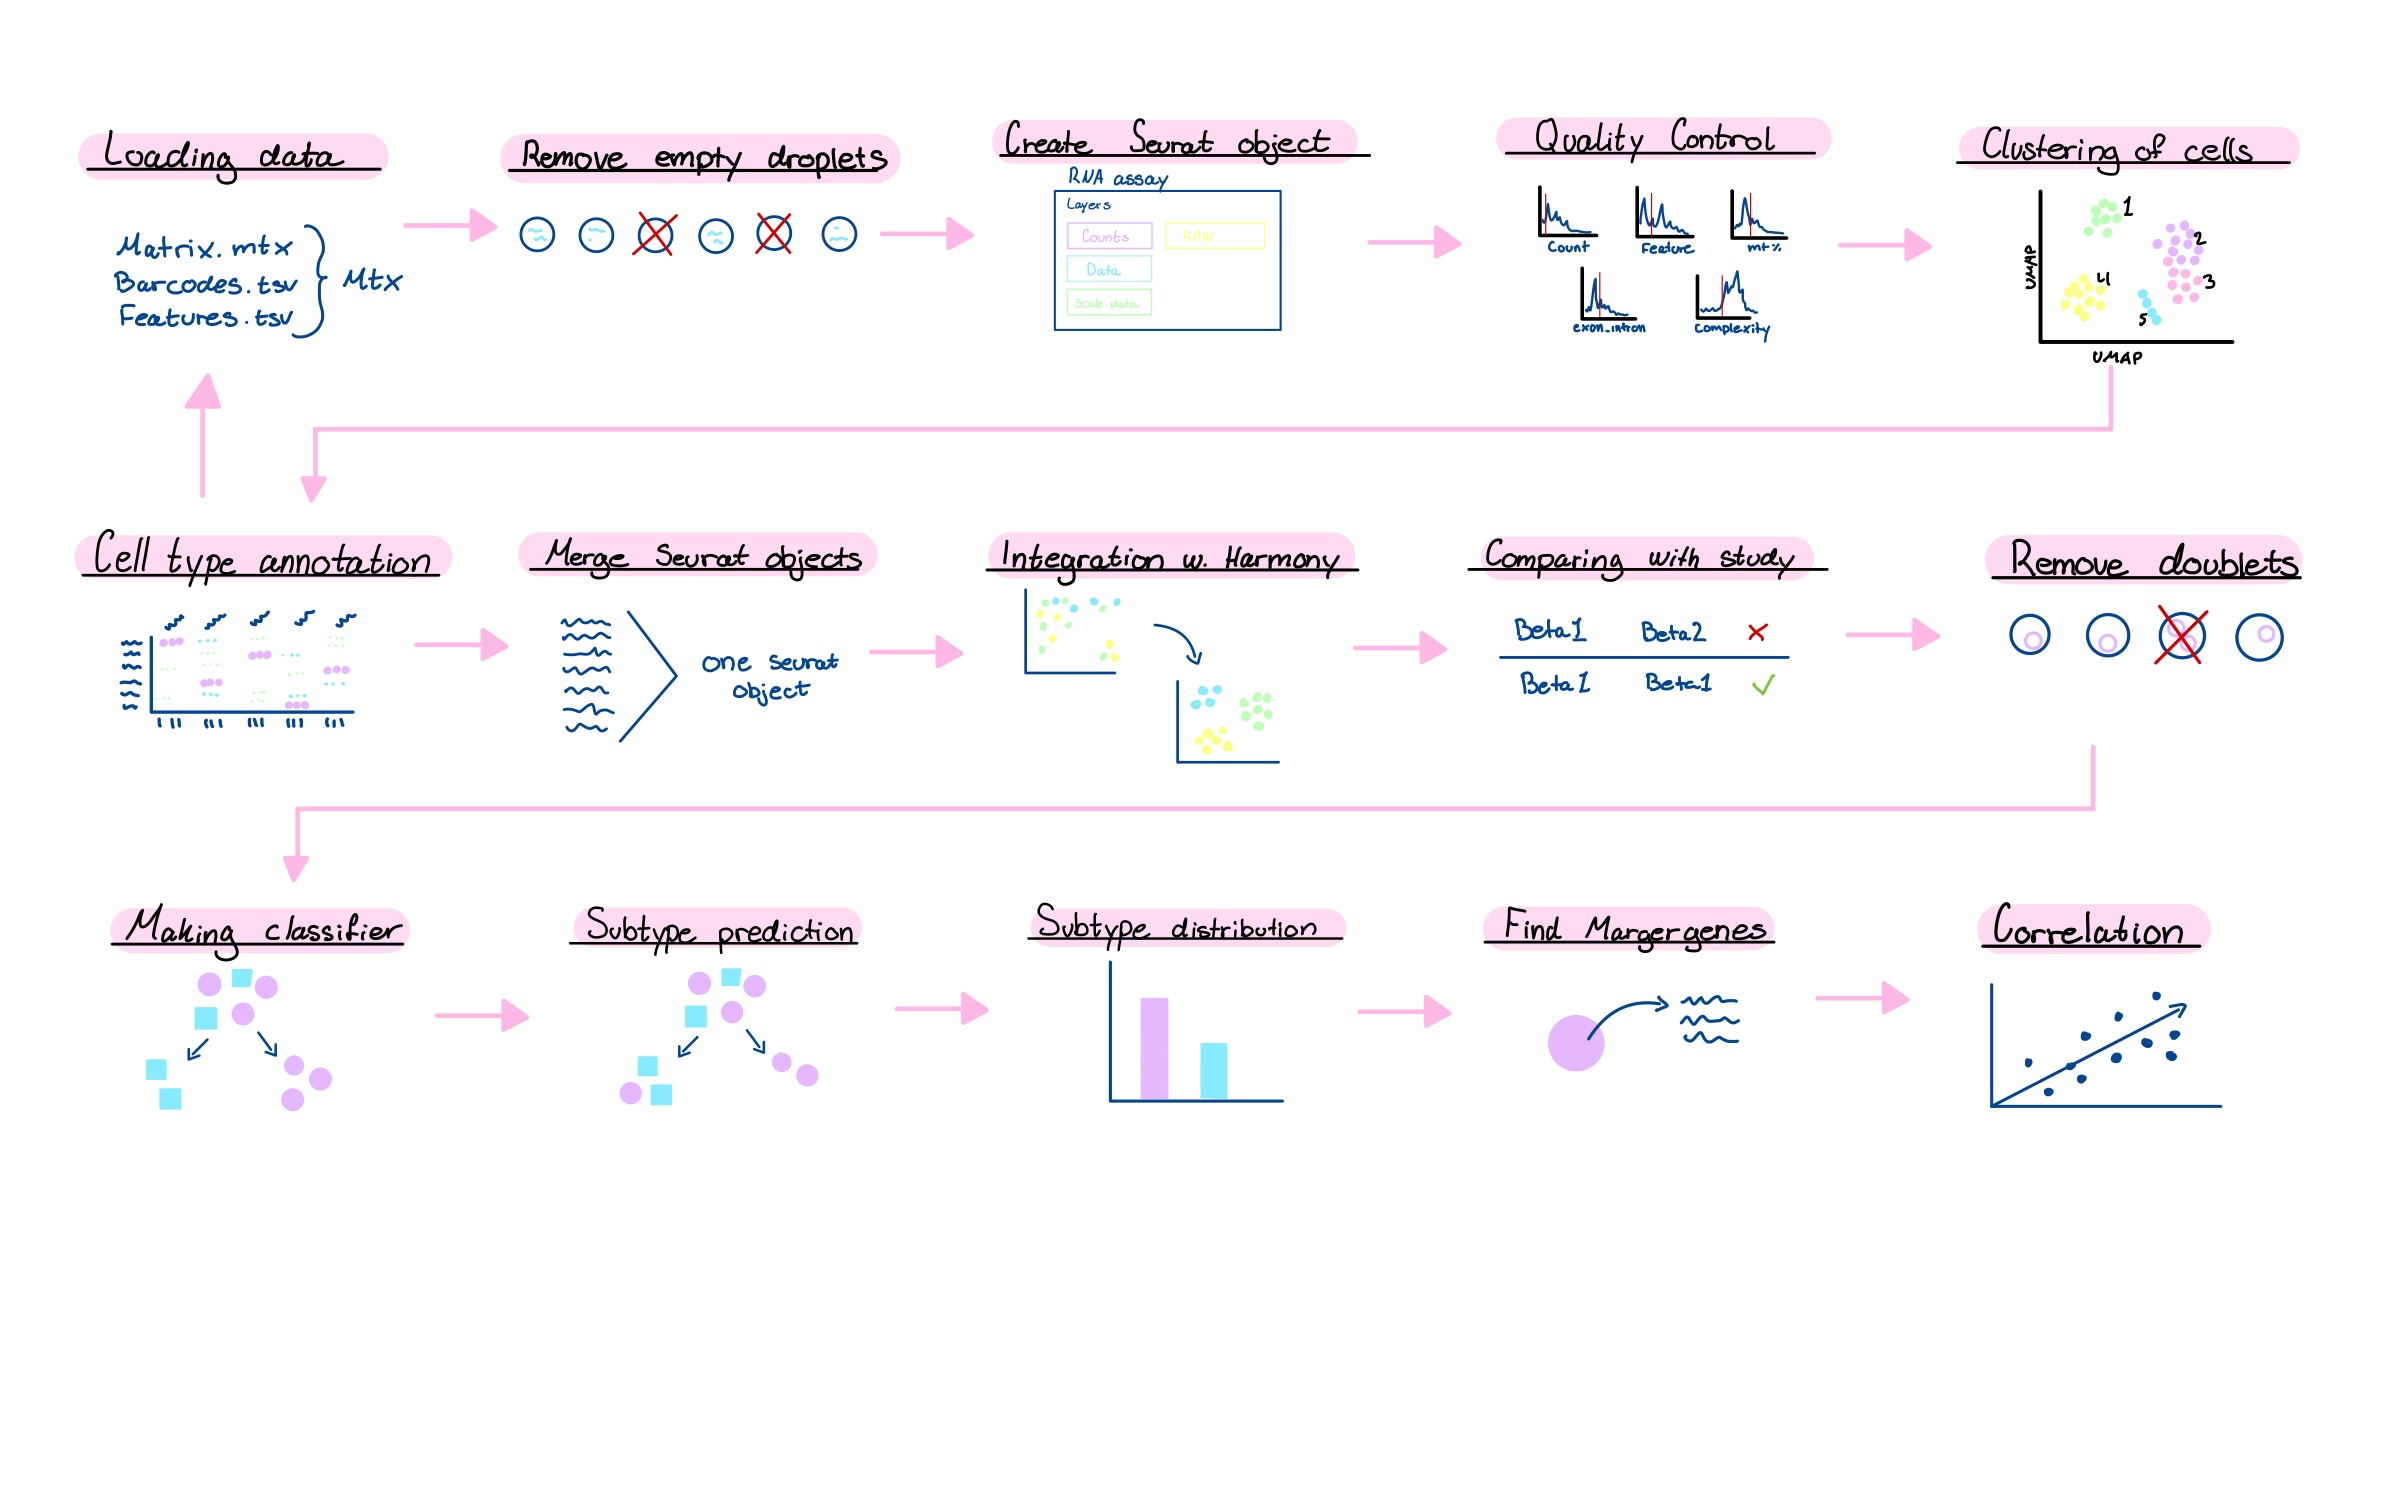 Loading data
Matrix.mtx
Barcodes.tsv
Features.tsv
Mtx
Remove empty droplets
Create Seurat object
RNA assay
Layers
Counts
RAW
Data
Scale.data
Quality Control
Count
Feature
mt%
exon_intron
complexity
Clustering of cells
1
2
3
4
5
UMAP
UMAP
Cell type annotation
Merge Seurat objects
one seurat
object
Integration w. Harmony
Comparing with study
Beta1 Beta2
Beta1 Beta1
Remove doublets
Making classifier
Subtype prediction
Subtype distribution
Find Margergenes
Correlation